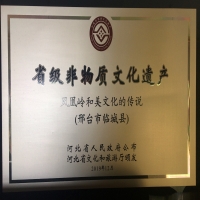 省级非物质文化遗产
凤凰岭和美文化的传说
(邢台市临城县)
河北省人民政府公布
河北省文化和旅游厅颁发